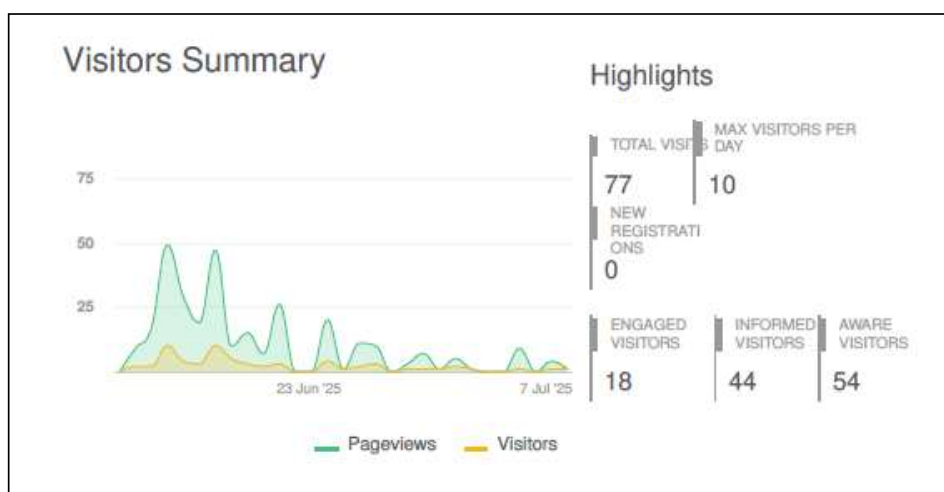 Visitors Summary
75
50
25
23 Jun '25
7 Jul '25
Pageviews
Visitors
Highlights
TOTAL VISITS
77
MAX VISITORS PER
DAY
10
NEW
REGISTRATI
ONS
0
ENGAGED
VISITORS
18
INFORMED
VISITORS
44
AWARE
VISITORS
54